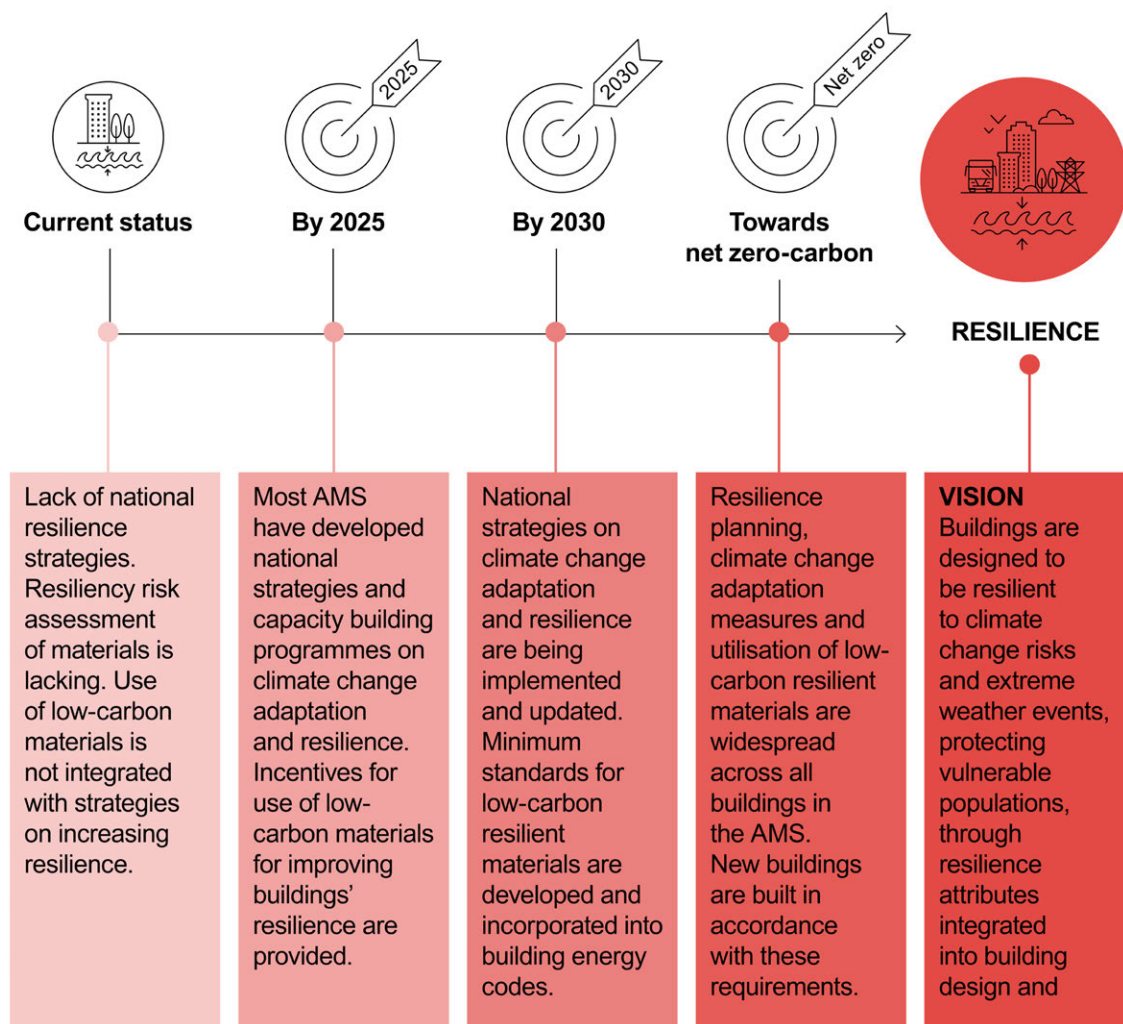 2025
2030
Net zero
Current status
By 2025
By 2030
Towards
net zero-carbon
RESILIENCE
Lack of national
resilience
strategies.
Resiliency risk
assessment
of materials is
lacking. Use
of low-carbon
materials is
not integrated
with strategies
on increasing
resilience.
Most AMS
have developed
national
strategies and
capacity building
programmes on
climate change
adaptation
and resilience.
Incentives for
use of low-
carbon materials
for improving
buildings’
resilience are
provided.
National
strategies on
climate change
adaptation
and resilience
are being
implemented
and updated.
Minimum
standards for
low-carbon
resilient
materials are
developed and
incorporated into
building energy
codes.
Resilience
planning,
climate change
adaptation
measures and
utilisation of low-
carbon resilient
materials are
widespread
across all
buildings in
the AMS.
New buildings
are built in
accordance
with these
requirements.
VISION
Buildings are
designed to
be resilient
to climate
change risks
and extreme
weather events,
protecting
vulnerable
populations,
through
resilience
attributes
integrated
into building
design and